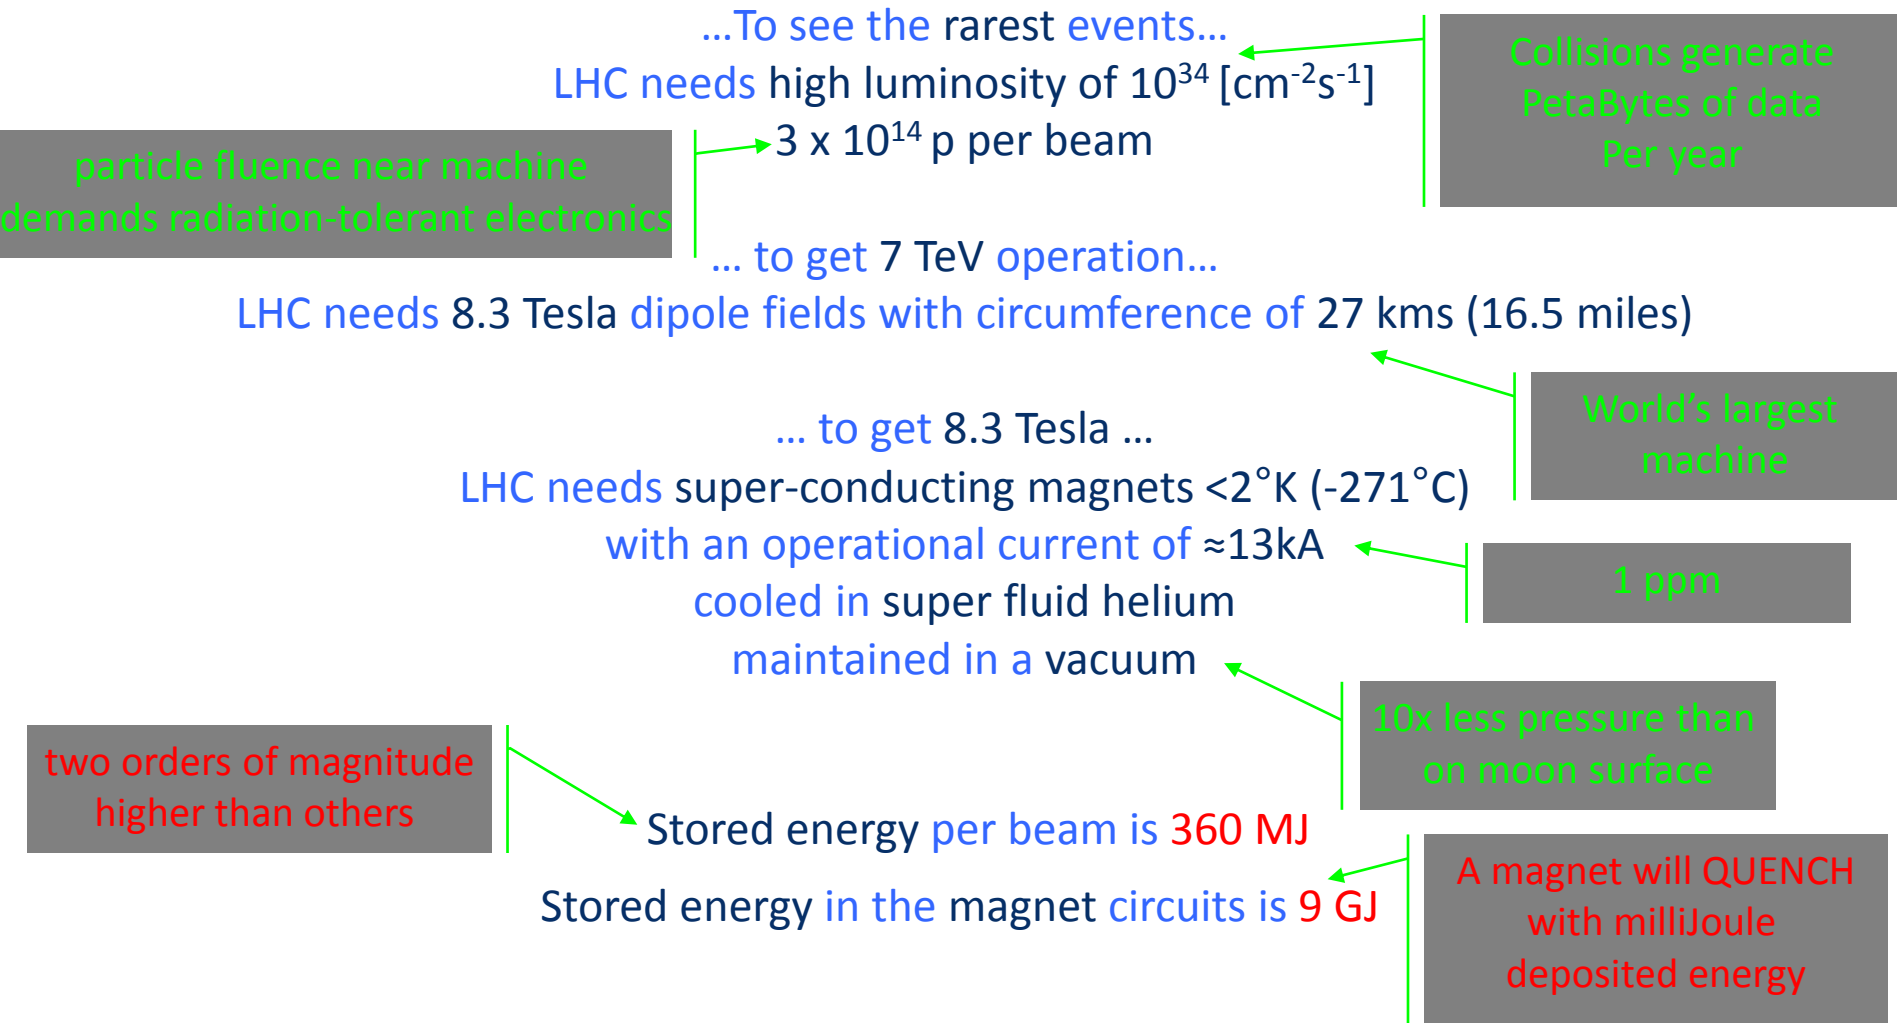 …To see the rarest events…
LHC needs high luminosity of 10³⁴ [cm⁻²s⁻¹]
3 x 10¹⁴ p per beam
Collisions generate
PetaBytes of data
Per year
particle fluence near machine
demands radiation-tolerant electronics
… to get 7 TeV operation…
LHC needs 8.3 Tesla dipole fields with circumference of 27 kms (16.5 miles)
World’s largest
machine
… to get 8.3 Tesla …
LHC needs super-conducting magnets <2°K (-271°C)
with an operational current of ≈13kA
1 ppm
cooled in super fluid helium
maintained in a vacuum
10x less pressure than
on moon surface
two orders of magnitude
higher than others
Stored energy per beam is 360 MJ
Stored energy in the magnet circuits is 9 GJ
A magnet will QUENCH
with milliJoule
deposited energy